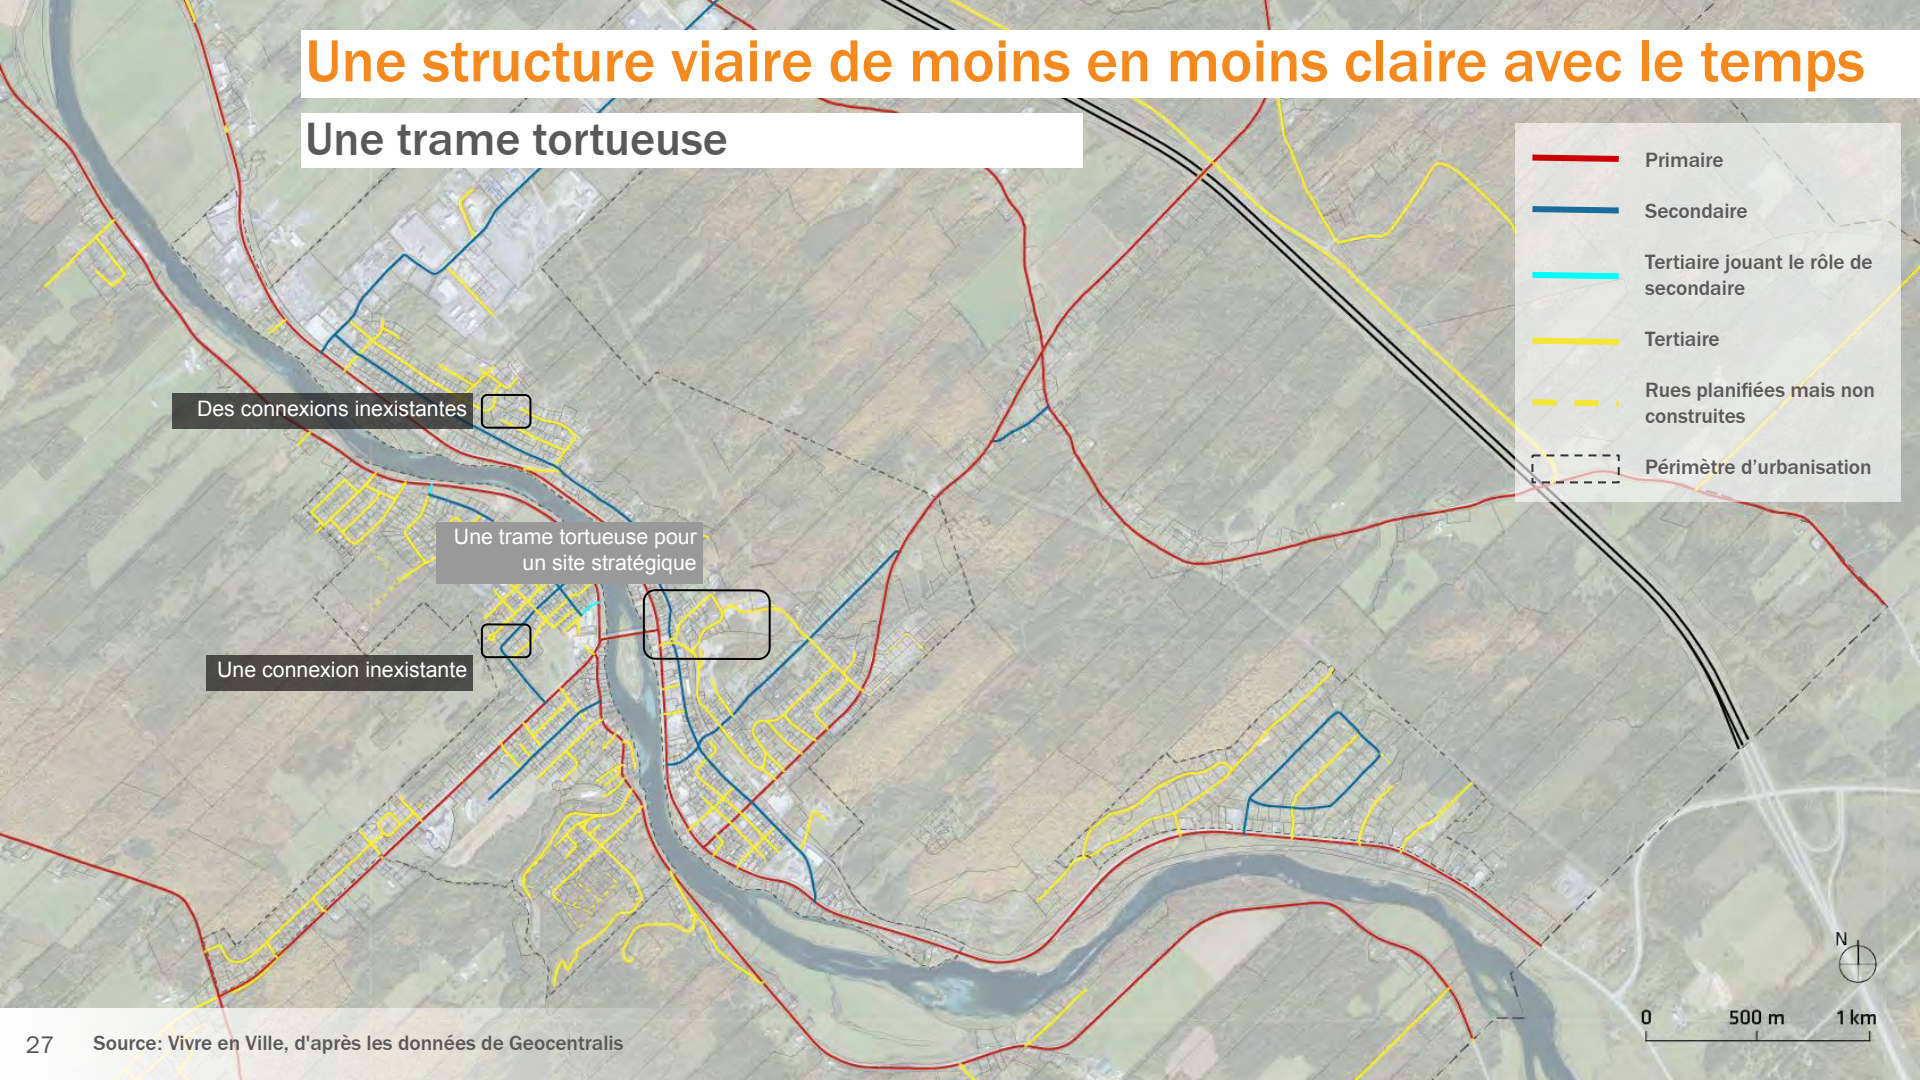 Une structure viaire de moins en moins claire avec le temps
Une trame tortueuse
Primaire
Secondaire
Tertiaire jouant le rôle de
secondaire
Tertiaire
Rues planifiées mais non
construites
Périmètre d’urbanisation
Des connexions inexistantes
Une trame tortueuse pour
un site stratégique
Une connexion inexistante
N
0 500 m 1 km
27 Source: Vivre en Ville, d'après les données de Geocentralis